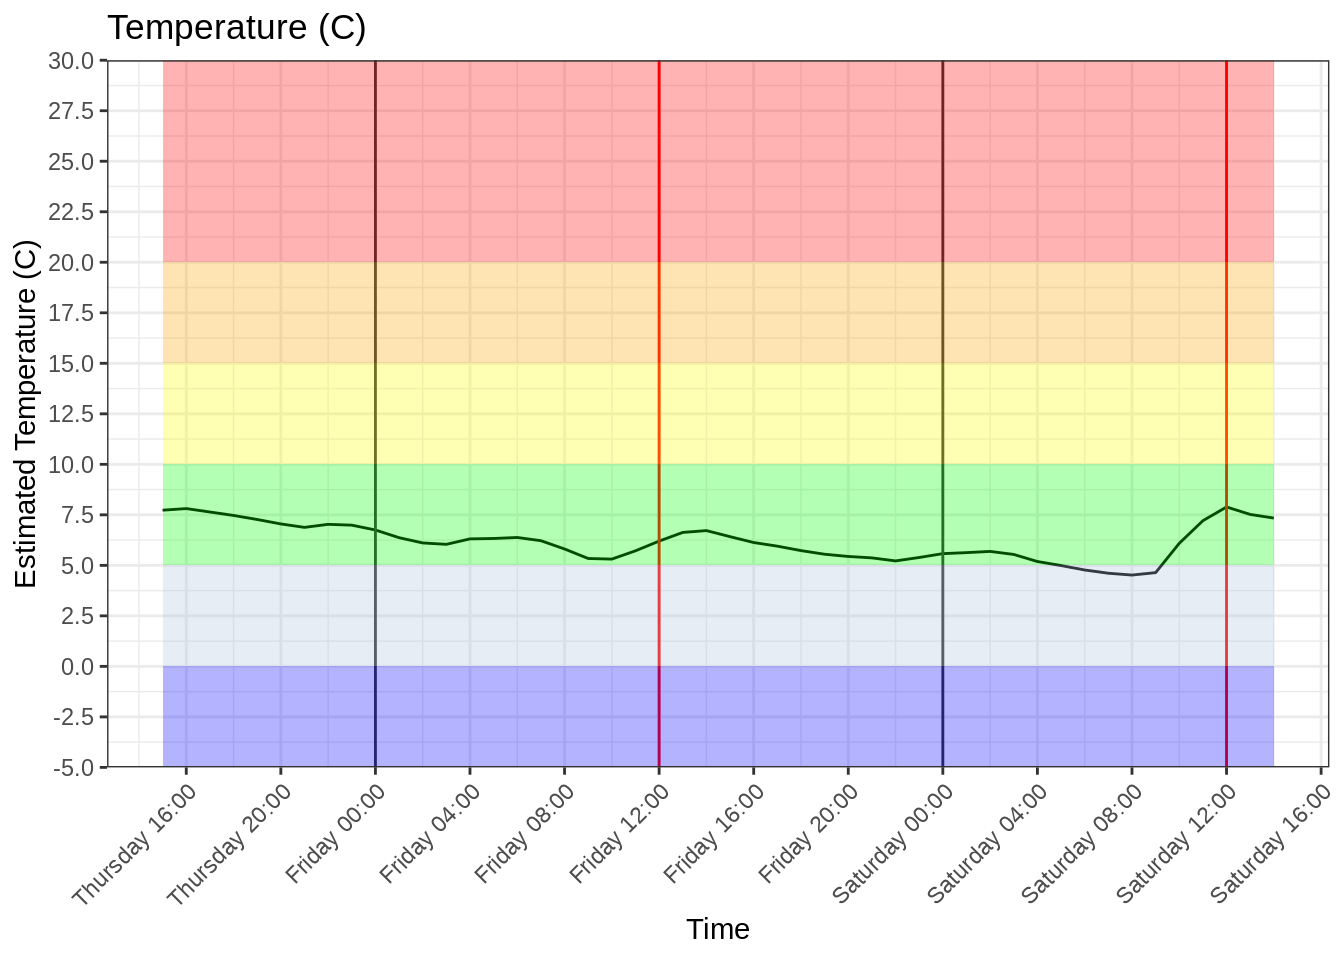 Temperature (C)
30.0
27.5
25.0
22.5
20.0
17.5
15.0
12.5
10.0
7.5
5.0
2.5
0.0
-2.5
-5.0
Estimated Temperature (C)
Thursday 16:00
Thursday 20:00
Friday 00:00
Friday 04:00
Friday 08:00
Friday 12:00
Friday 16:00
Friday 20:00
Saturday 00:00
Saturday 04:00
Saturday 08:00
Saturday 12:00
Saturday 16:00
Time